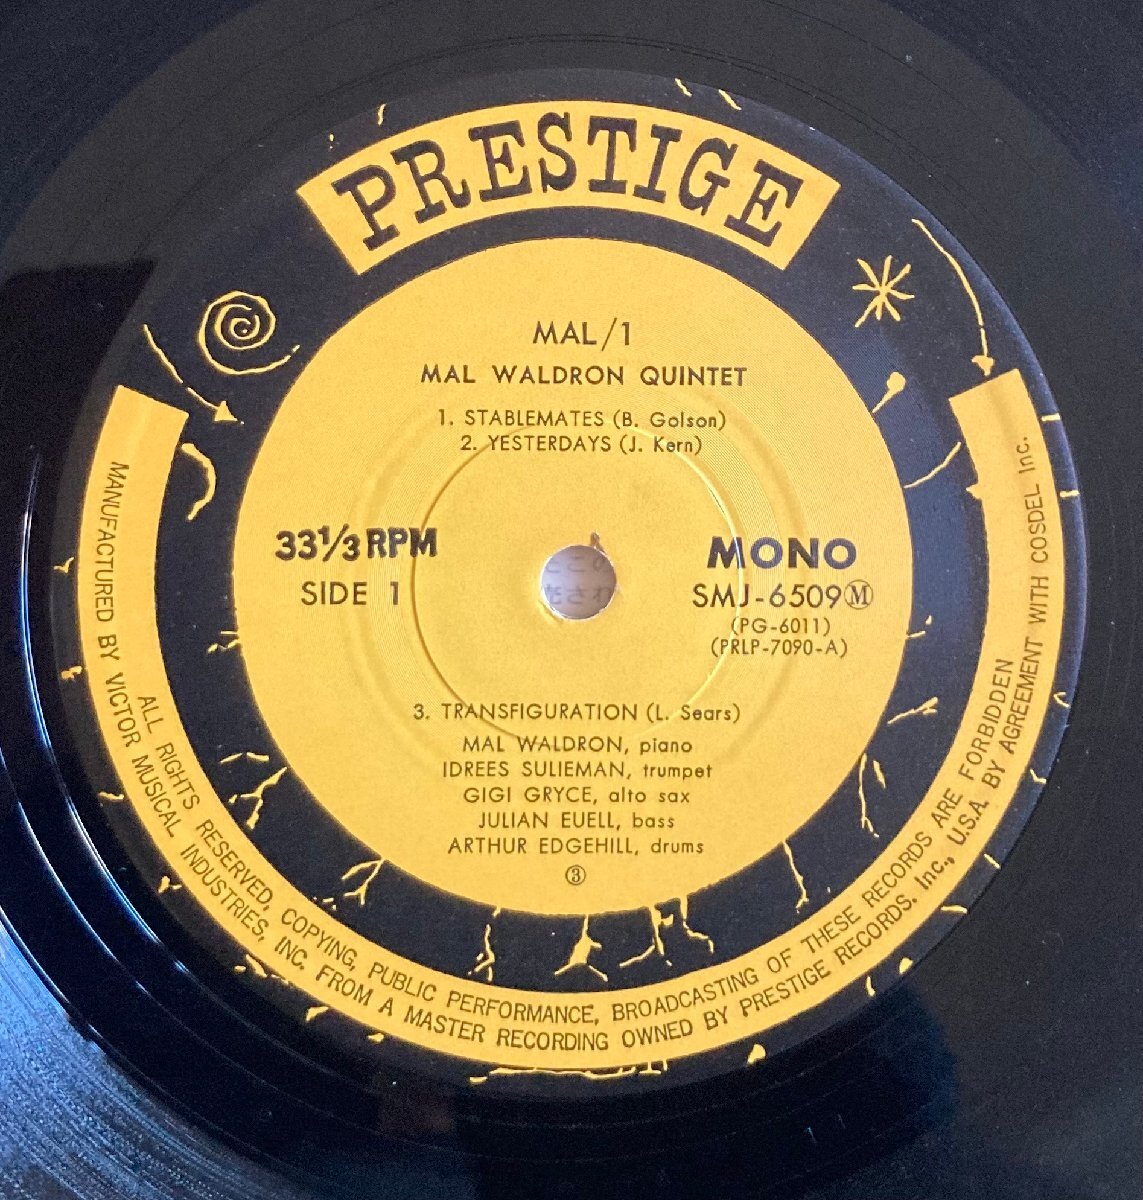 PRESTIGE
MAL/1
MAL WALDRON QUINTET
1. STABLEMATES (B. Golson)
2. YESTERDAYS (J. Kern)
33 1/3 RPM
SIDE 1
MONO
SMJ-6509Ⓜ
(PG-6011)
(PRLP-7090-A)
3. TRANSFIGURATION (L. Sears)
MAL WALDRON, piano
IDREES SULIEMAN, trumpet
GIGI GRYCE, alto sax
JULIAN EUELL, bass
ARTHUR EDGEHILL, drums
③
ALL RIGHTS RESERVED, COPYING, PUBLIC PERFORMANCE, BROADCASTING OF THESE RECORDS ARE FORBIDDEN
MANUFACTURED BY VICTOR MUSICAL INDUSTRIES, INC. FROM A MASTER RECORDING OWNED BY PRESTIGE RECORDS. Inc., U.S.A. BY AGREEMENT WITH COSDEL Inc.